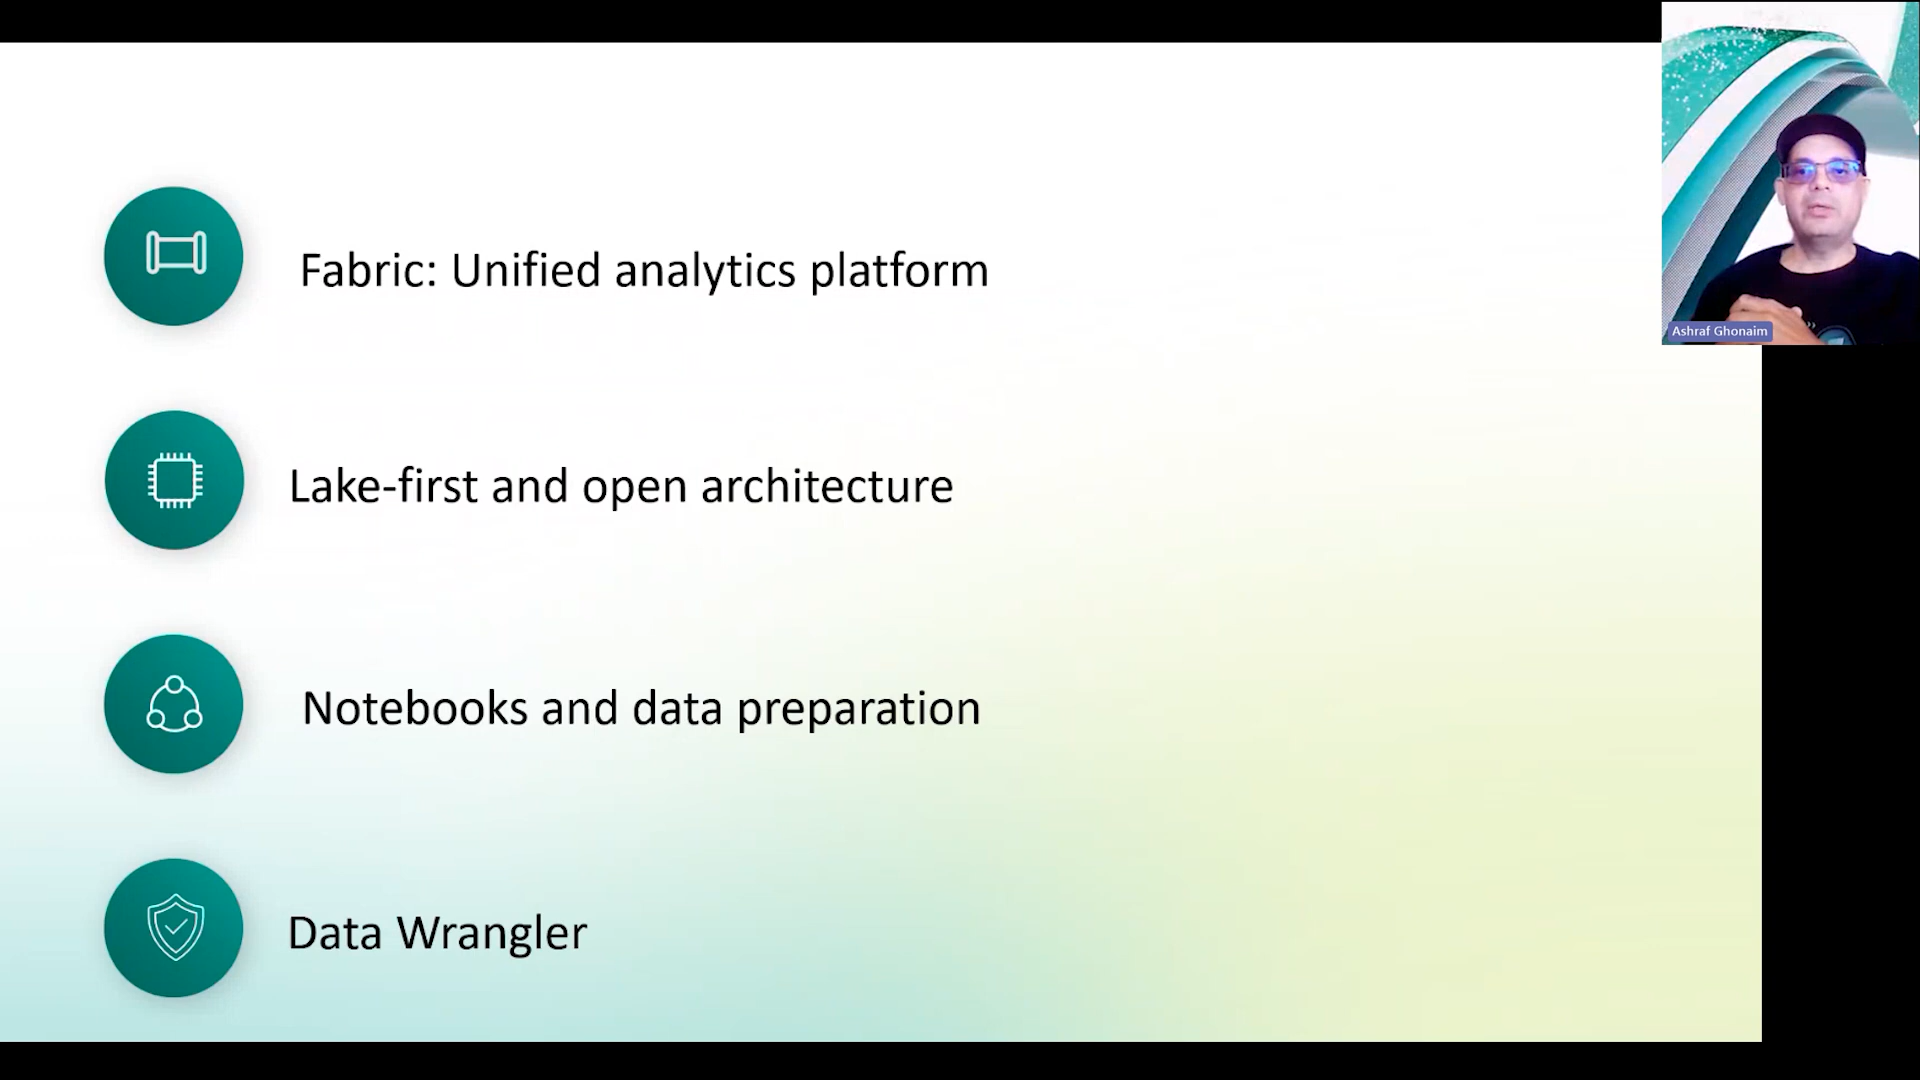 Fabric: Unified analytics platform
Lake-first and open architecture
Notebooks and data preparation
Data Wrangler
Ashraf Ghonaim